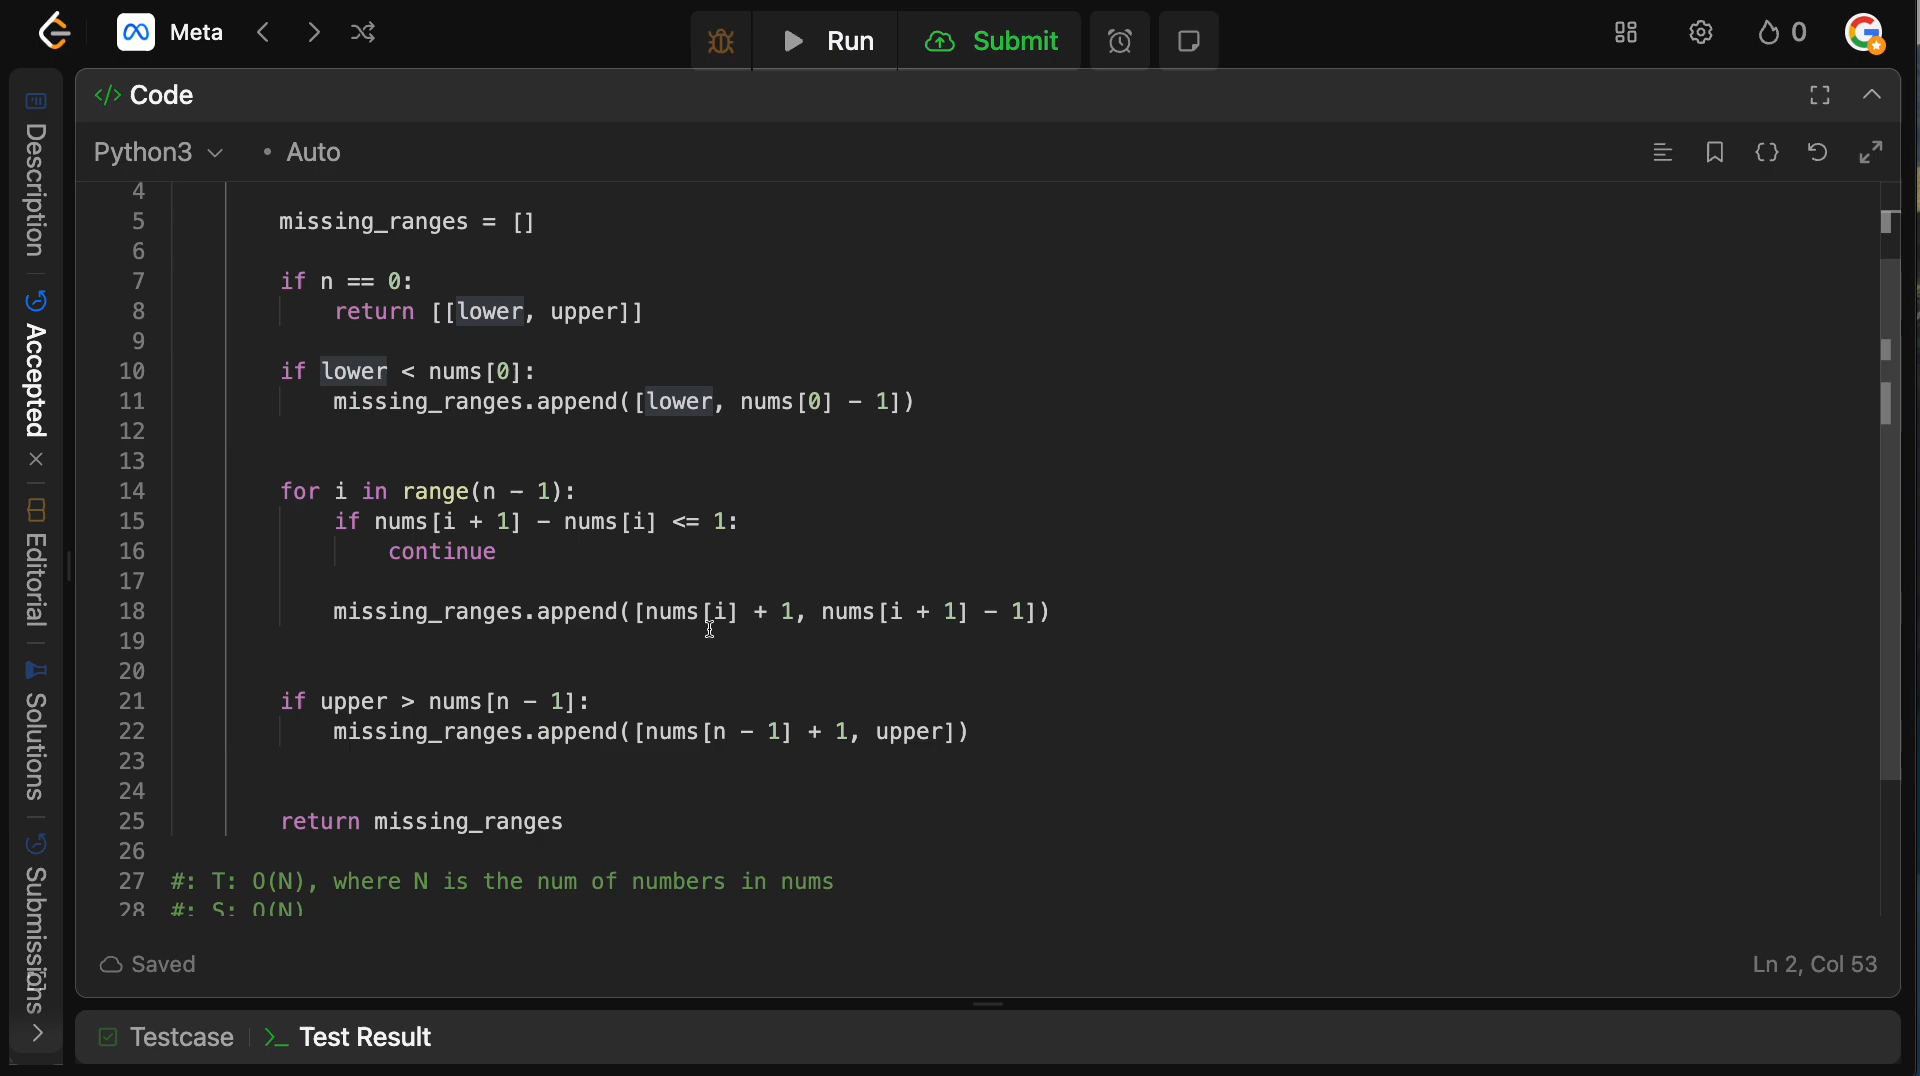 Meta
Run
Submit
0
G
</> Code
Python3
• Auto
4
5 missing_ranges = []
6
7 if n == 0:
8 return [[lower, upper]]
9
10 if lower < nums[0]:
11 missing_ranges.append([lower, nums[0] - 1])
12
13
14 for i in range(n - 1):
15 if nums[i + 1] - nums[i] <= 1:
16 continue
17
18 missing_ranges.append([nums[i] + 1, nums[i + 1] - 1])
19
20
21 if upper > nums[n - 1]:
22 missing_ranges.append([nums[n - 1] + 1, upper])
23
24
25 return missing_ranges
26
27 #: T: O(N), where N is the num of numbers in nums
28 #: S: O(N)
Saved
Ln 2, Col 53
Testcase
Test Result
Description
Accepted
Editorial
Solutions
Submissions